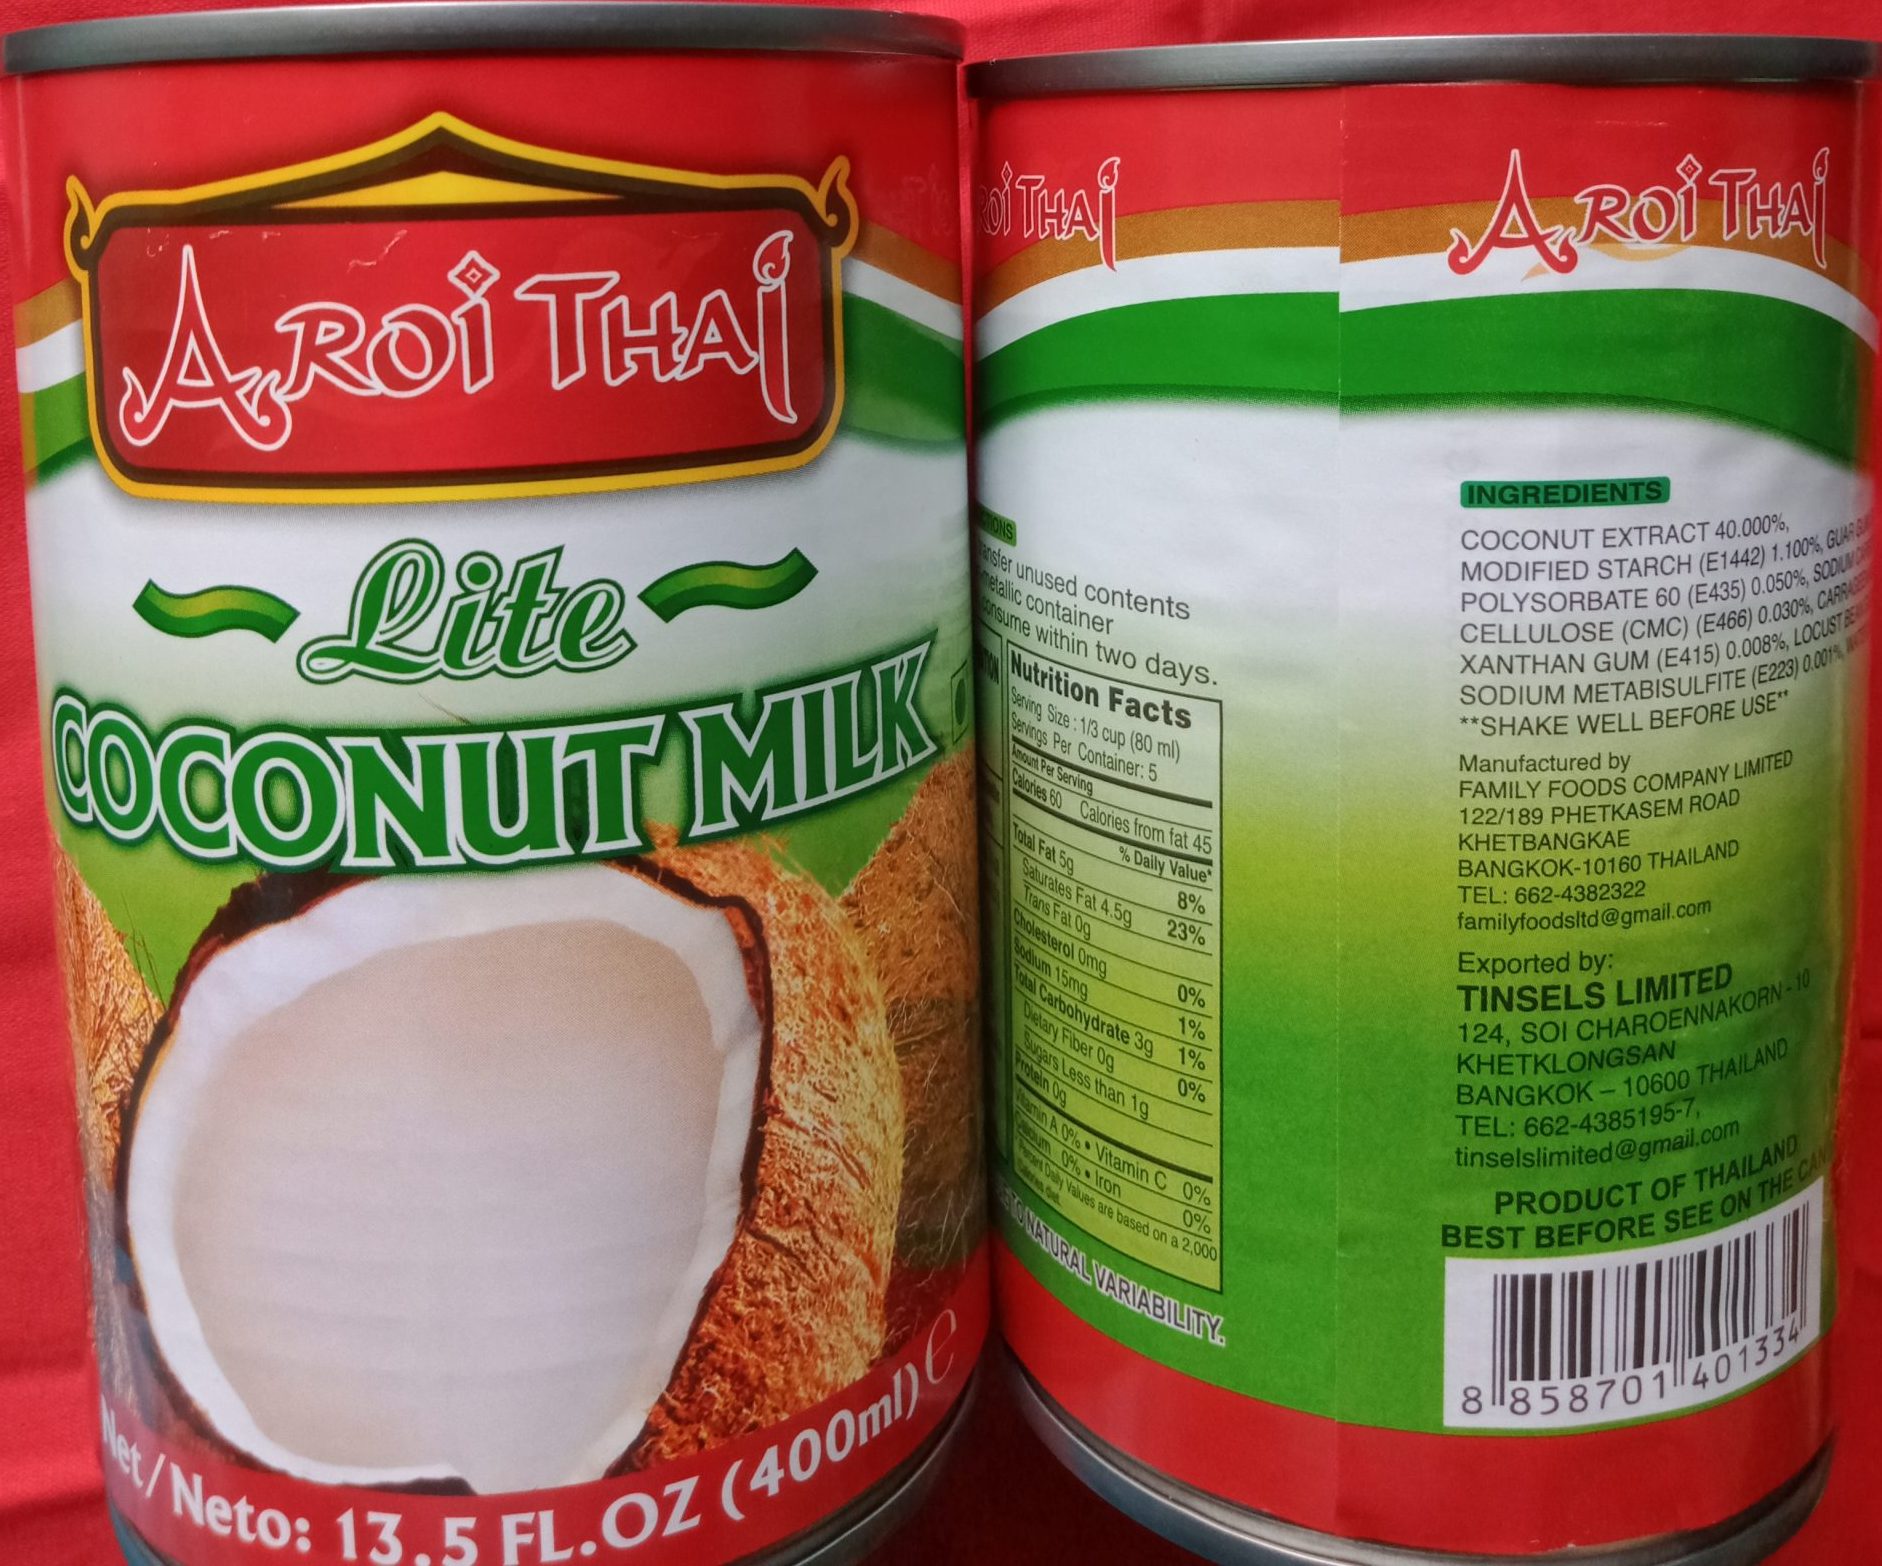 AROI THAI
Lite
COCONUT MILK
Net/Neto: 13.5 FL.OZ (400ml) e
ROI THAI
unused contents
metallic container
consume within two days.
Nutrition Facts
Serving Size : 1/3 cup (80 ml)
Servings Per Container: 5
Amount Per Serving
Calories 60 Calories from fat 45
% Daily Value*
Total Fat 5g 8%
Saturates Fat 4.5g 23%
Trans Fat 0g
Cholesterol 0mg 0%
Sodium 15mg 1%
Total Carbohydrate 3g 1%
Dietary Fiber 0g 0%
Sugars Less than 1g
Protein 0g
Vitamin A 0% • Vitamin C 0%
Calcium 0% • Iron 0%
Percent Daily Values are based on a 2,000
Calories diet.
TO NATURAL VARIABILITY.
AROI THAI
INGREDIENTS
COCONUT EXTRACT 40.000%,
MODIFIED STARCH (E1442) 1.100%, GUAR
POLYSORBATE 60 (E435) 0.050%, SODIUM
CELLULOSE (CMC) (E466) 0.030%,
XANTHAN GUM (E415) 0.008%, LOCUST
SODIUM METABISULFITE (E223) 0.001%,
**SHAKE WELL BEFORE USE**
Manufactured by
FAMILY FOODS COMPANY LIMITED
122/189 PHETKASEM ROAD
KHETBANGKAE
BANGKOK-10160 THAILAND
TEL: 662-4382322
familyfoodsltd@gmail.com
Exported by:
TINSELS LIMITED
124, SOI CHAROENNAKORN - 10
KHETKLONGSAN
BANGKOK – 10600 THAILAND
TEL: 662-4385195-7,
tinselslimited@gmail.com
PRODUCT OF THAILAND
BEST BEFORE SEE ON THE CAN
8 858701 401334